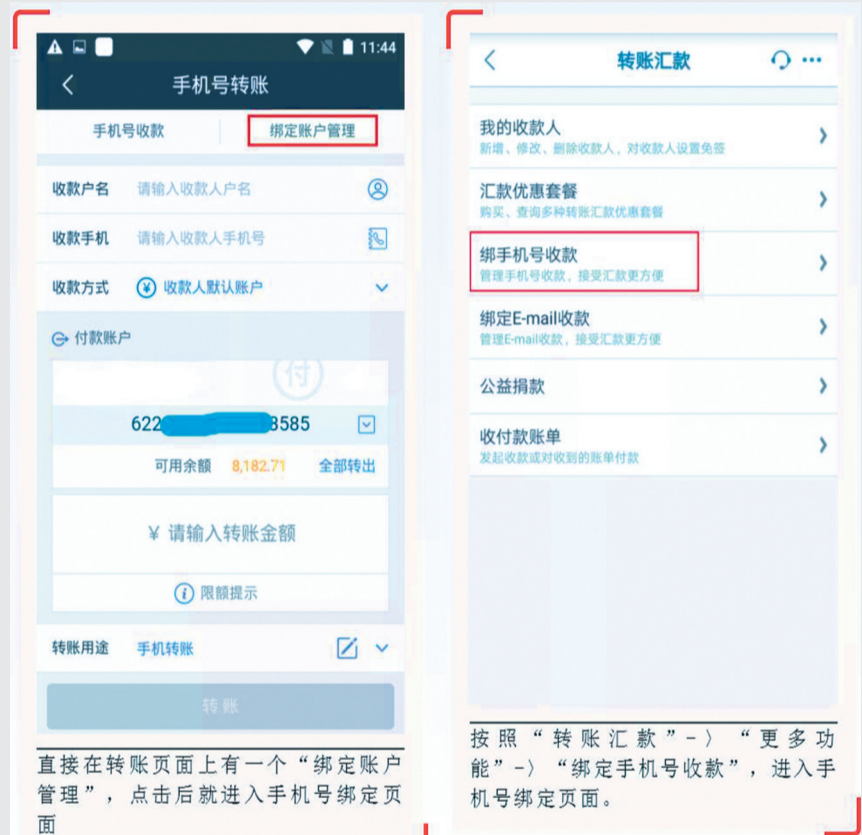 11:44
手机号转账
手机号收款 绑定账户管理
收款户名 请输入收款人户名
收款手机 请输入收款人手机号
收款方式 ¥ 收款人默认账户
付款账户
付
622 3585
可用余额 8,182.71 全部转出
¥ 请输入转账金额
i 限额提示
转账用途 手机转账
转账
直接在转账页面上有一个“绑定账户
管理”，点击后就进入手机号绑定页
面
转账汇款
我的收款人
新增、修改、删除收款人，对收款人设置免签
汇款优惠套餐
购买、查询多种转账汇款优惠套餐
绑手机号收款
管理手机号收款，接受汇款更方便
绑定E-mail收款
管理E-mail收款，接受汇款更方便
公益捐款
收付款账单
发起收款或对收到的账单付款
按照“转账汇款”-〉“更多功
能”-〉“绑定手机号收款”，进入手
机号绑定页面。